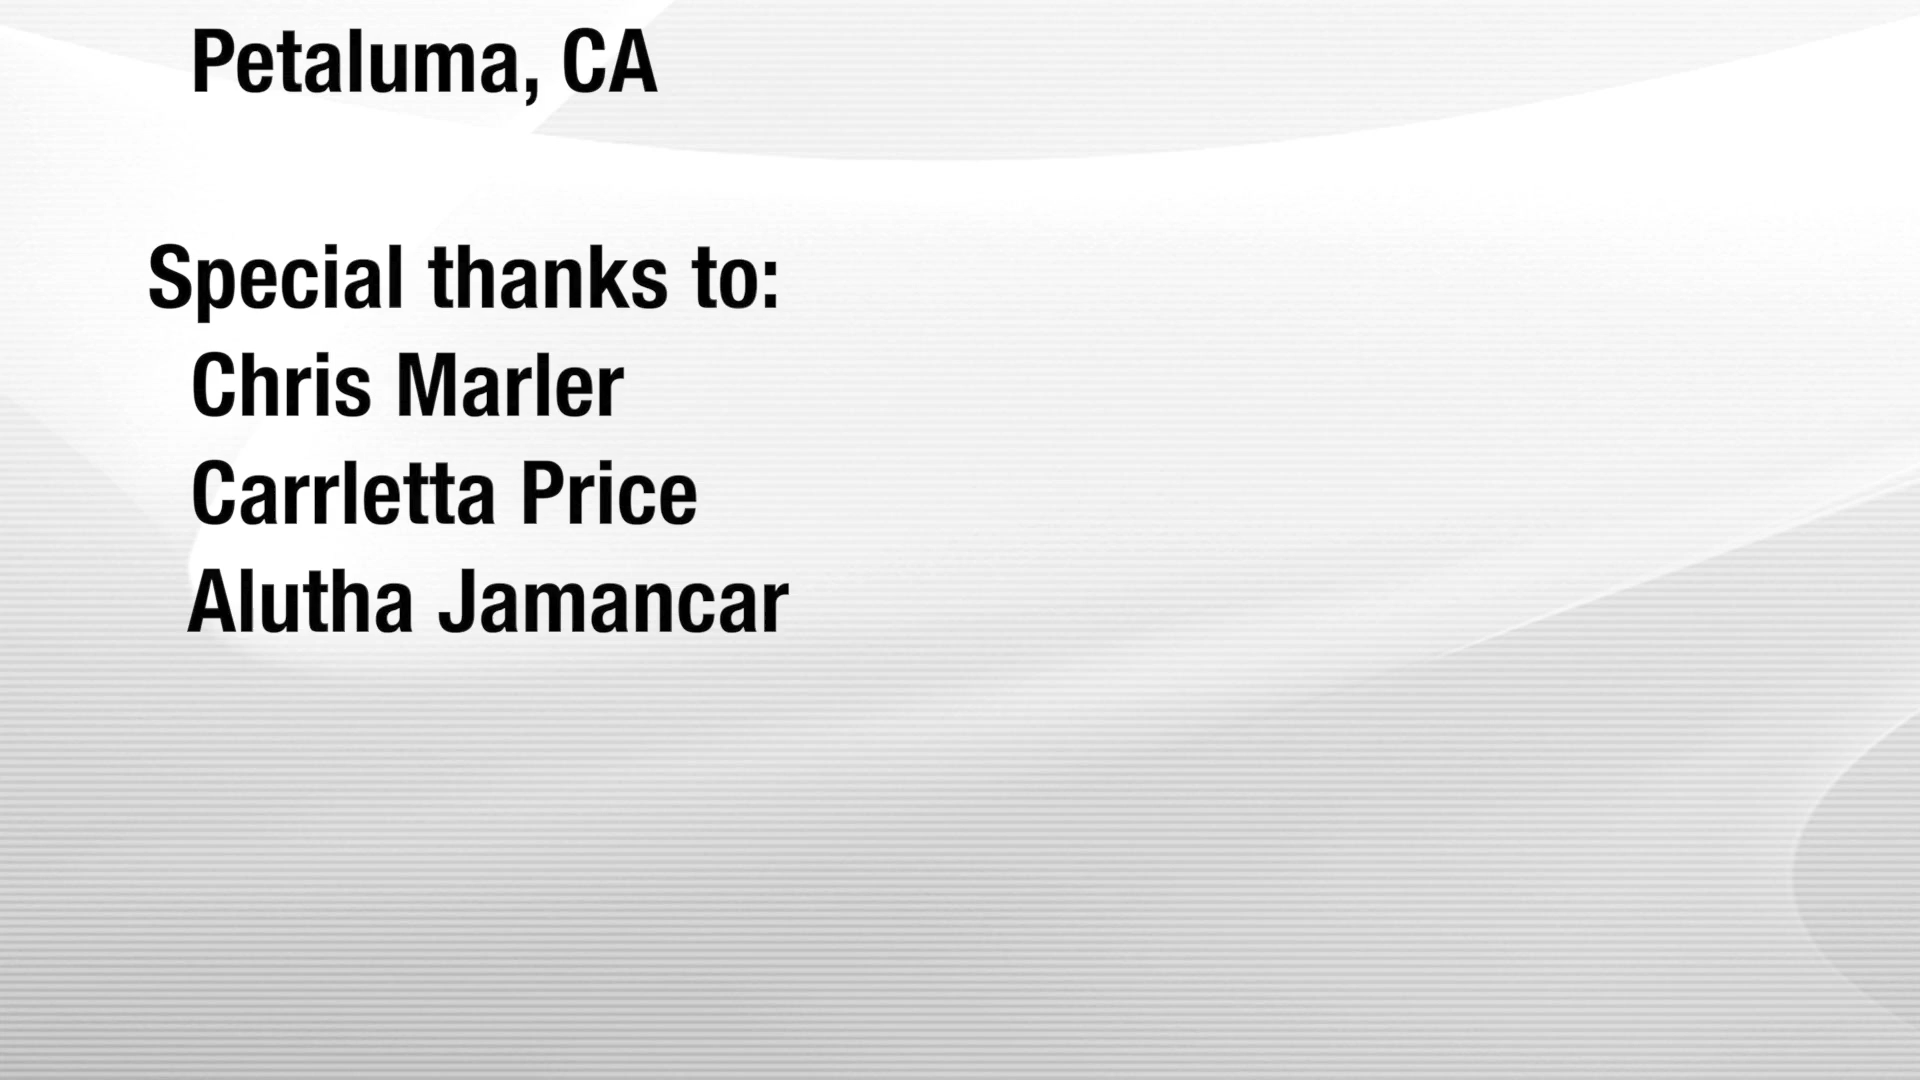 Petaluma, CA
Special thanks to:
Chris Marler
Carrletta Price
Alutha Jamancar